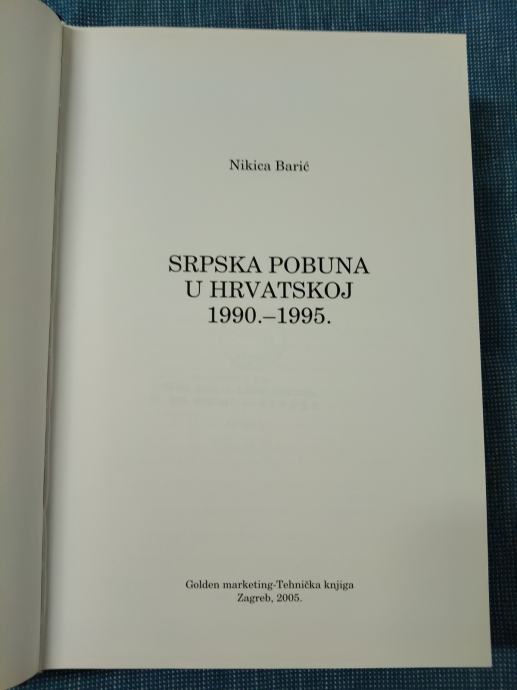 Nikica Barić
SRPSKA POBUNA
U HRVATSKOJ
1990.–1995.
Golden marketing-Tehnička knjiga
Zagreb, 2005.